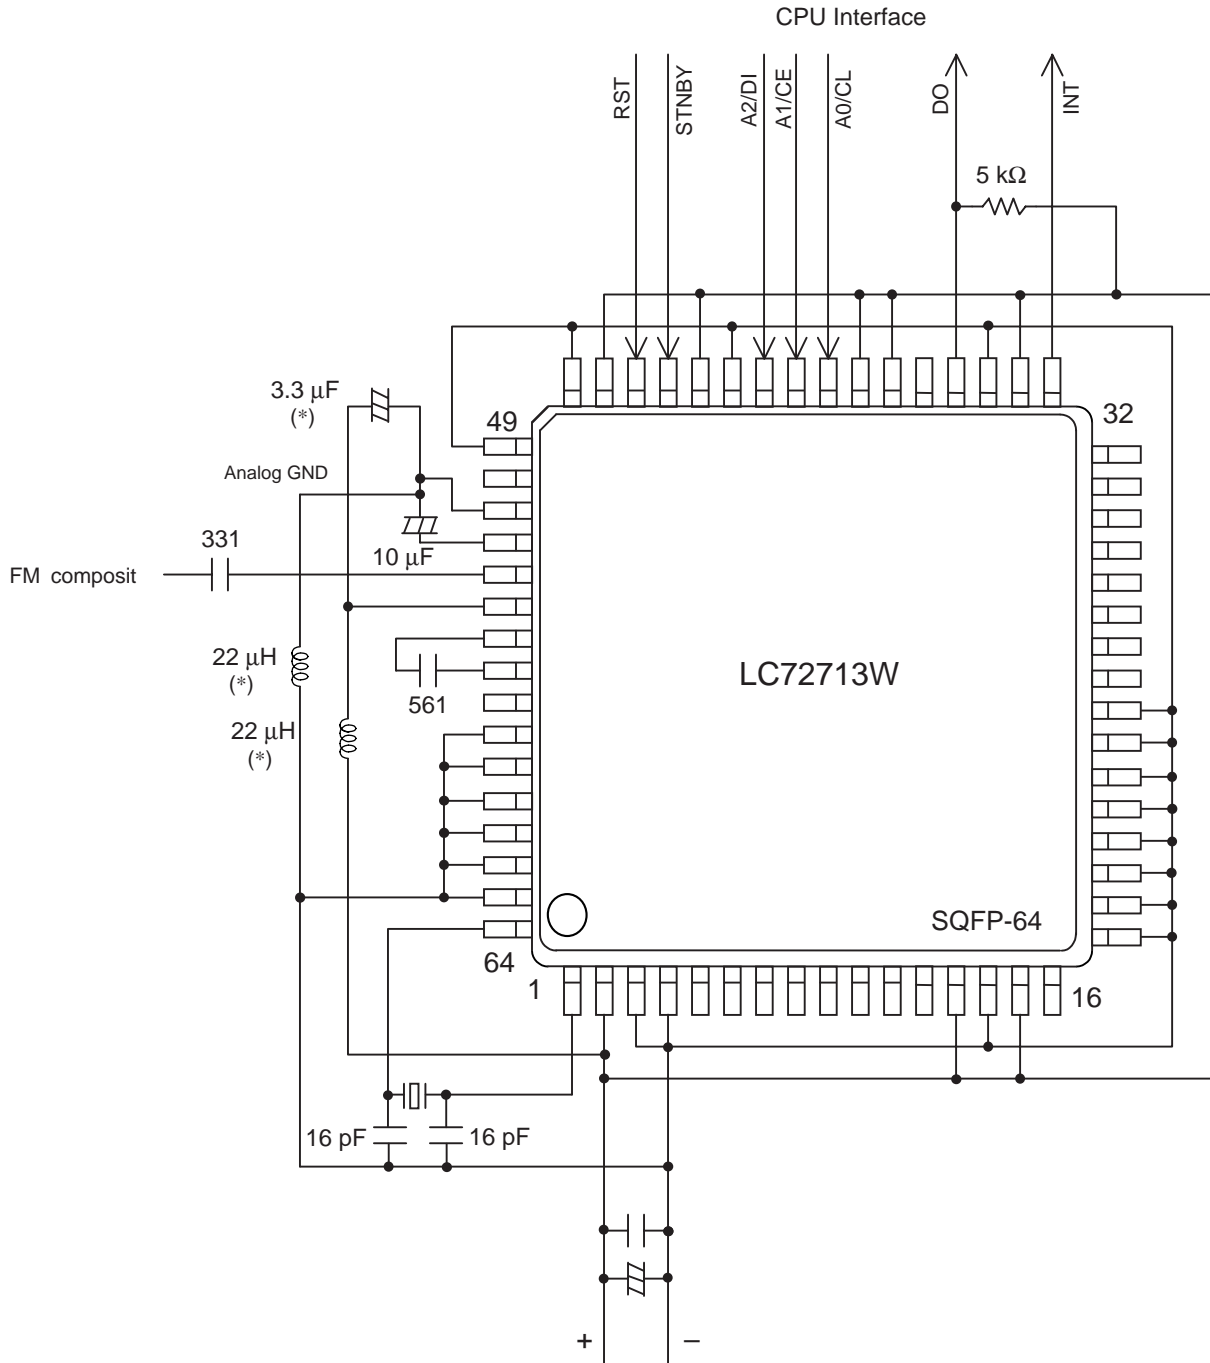 CPU Interface
RST
STNBY
A2/DI
A1/CE
A0/CL
DO
INT
5 kΩ
3.3 μF
(*)
49
32
Analog GND
331
10 μF
FM composit
22 μH
(*)
561
LC72713W
22 μH
(*)
SQFP-64
64
1
16
16 pF
16 pF
+
−